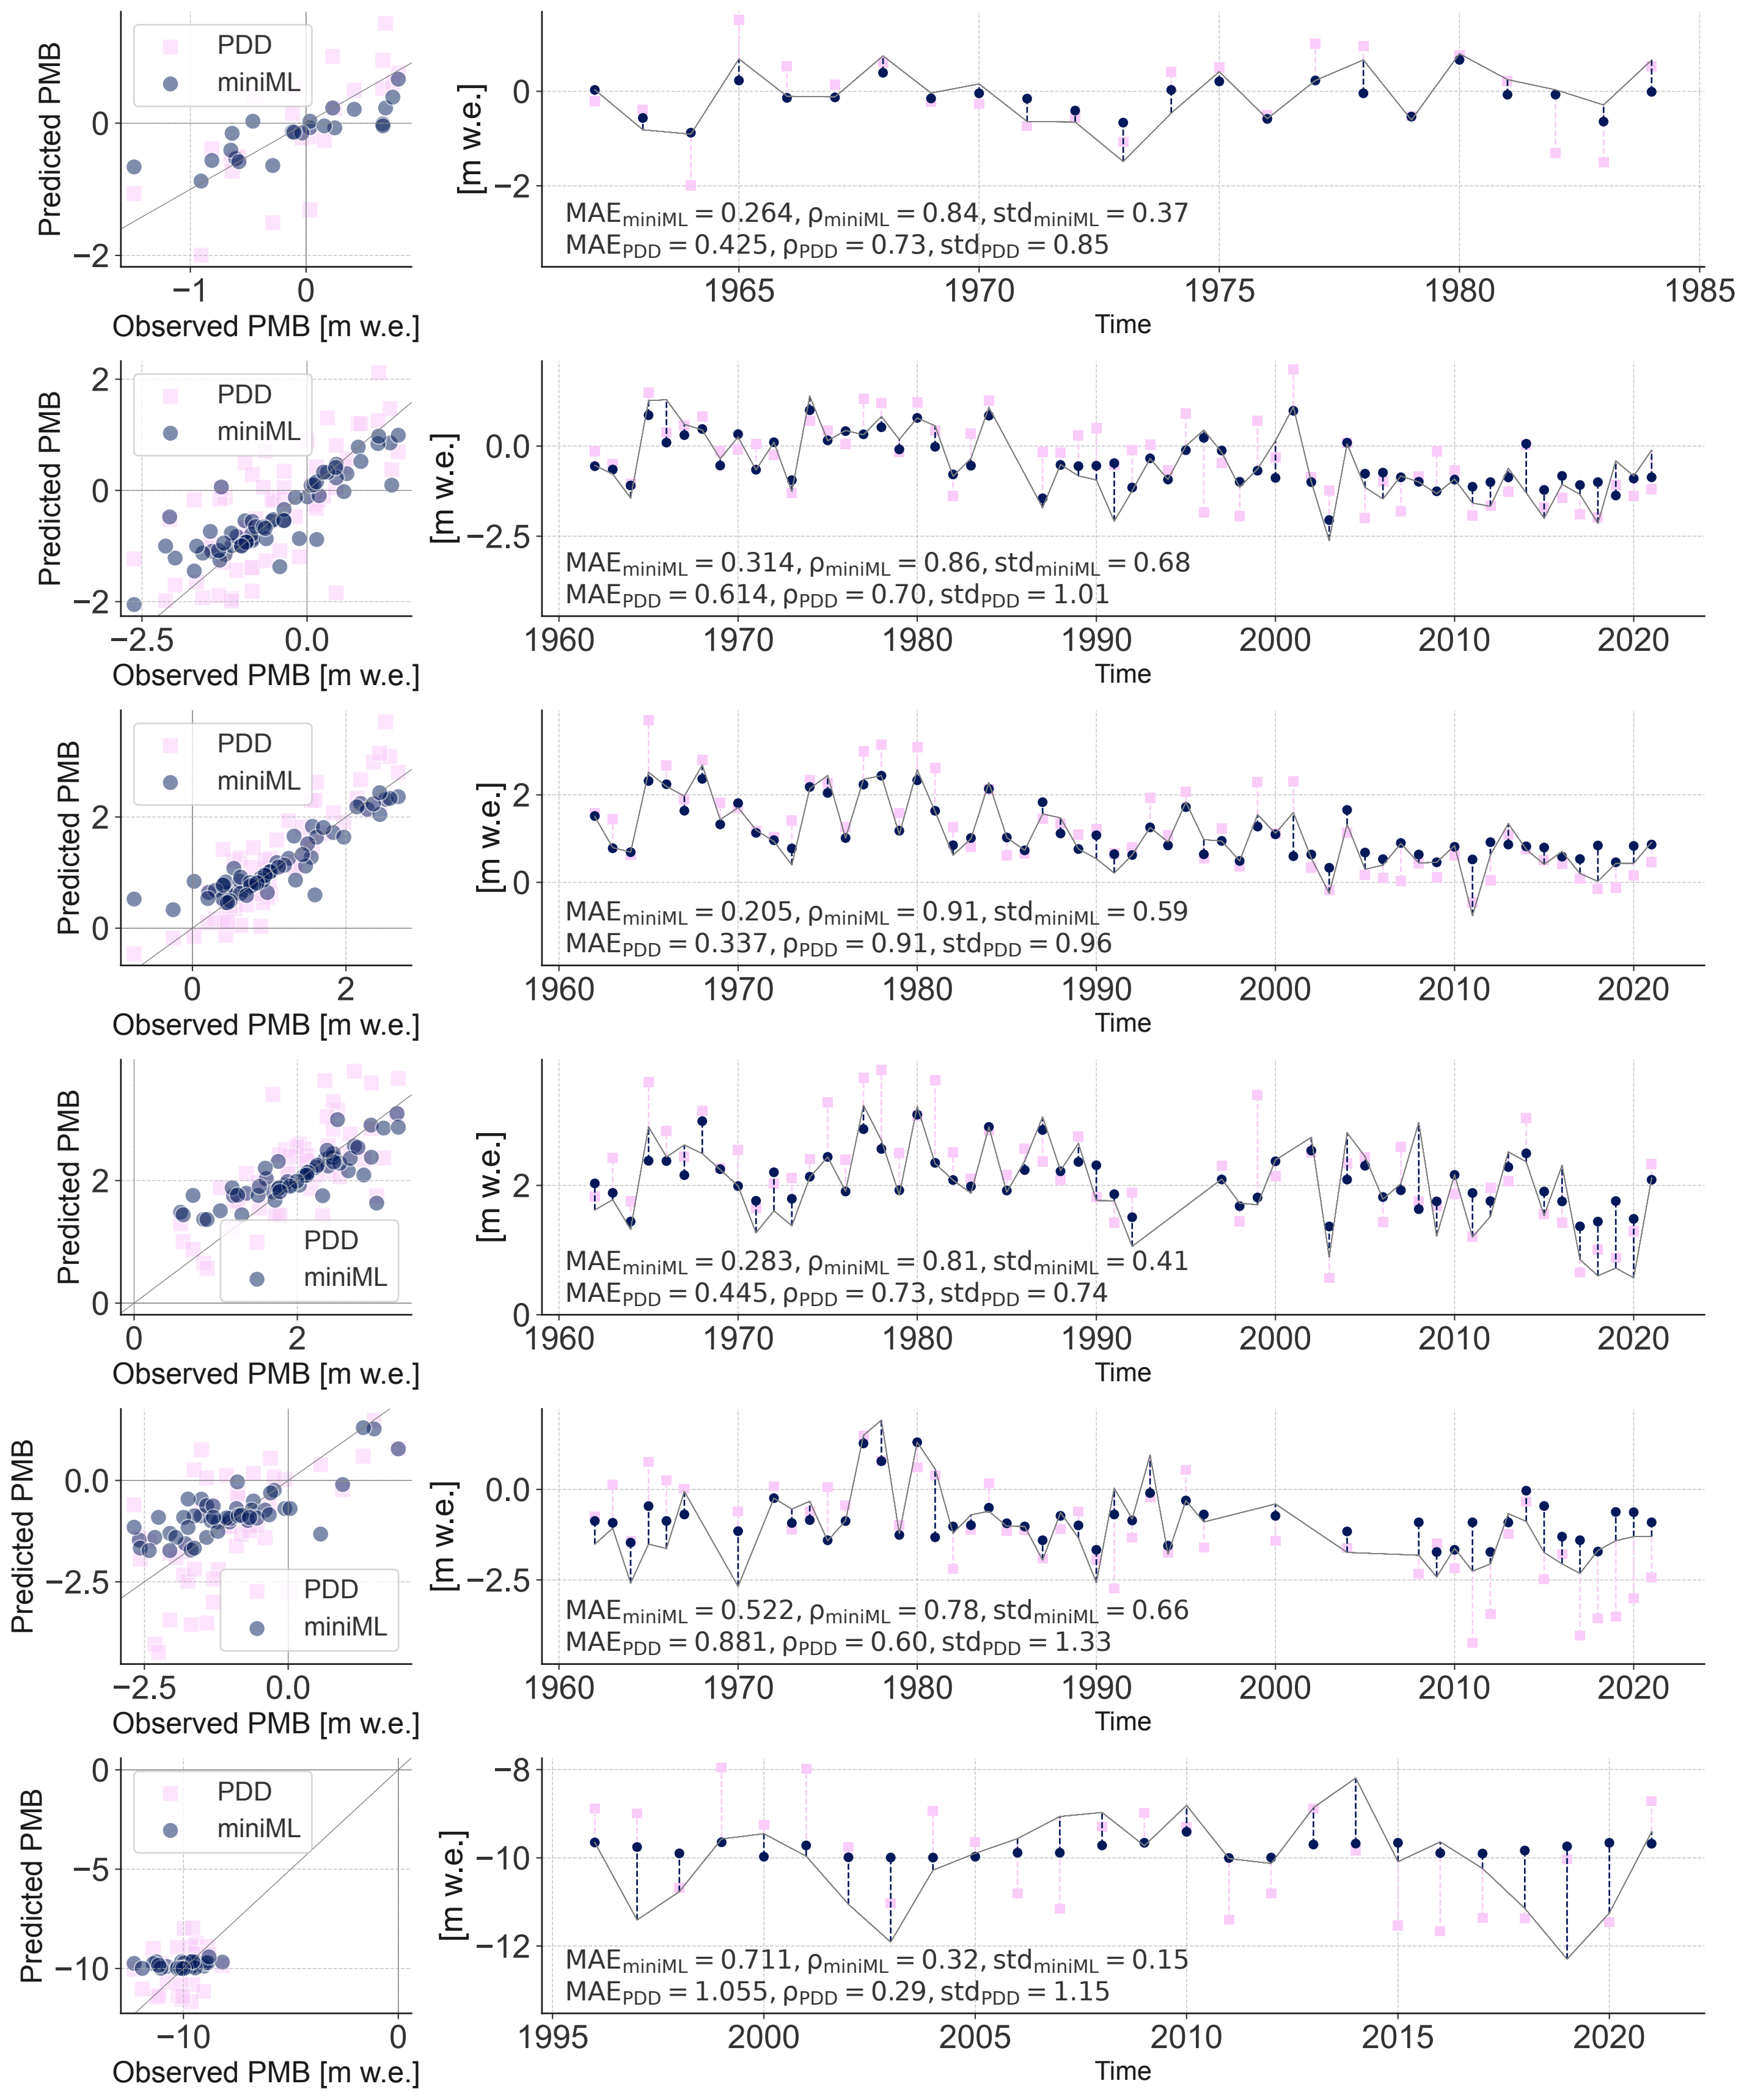 Predicted PMB
0
−2
PDD
miniML
−1 0
Observed PMB [m w.e.]
[m w.e.]
0
−2
MAE_miniML = 0.264, ρ_miniML = 0.84, std_miniML = 0.37
MAE_PDD = 0.425, ρ_PDD = 0.73, std_PDD = 0.85
1965 1970 1975 1980 1985
Time
Predicted PMB
2
0
−2
PDD
miniML
−2.5 0.0
Observed PMB [m w.e.]
[m w.e.]
0.0
−2.5
MAE_miniML = 0.314, ρ_miniML = 0.86, std_miniML = 0.68
MAE_PDD = 0.614, ρ_PDD = 0.70, std_PDD = 1.01
1960 1970 1980 1990 2000 2010 2020
Time
Predicted PMB
2
0
PDD
miniML
0 2
Observed PMB [m w.e.]
[m w.e.]
2
0
MAE_miniML = 0.205, ρ_miniML = 0.91, std_miniML = 0.59
MAE_PDD = 0.337, ρ_PDD = 0.91, std_PDD = 0.96
1960 1970 1980 1990 2000 2010 2020
Time
Predicted PMB
2
0
PDD
miniML
0 2
Observed PMB [m w.e.]
[m w.e.]
2
0
MAE_miniML = 0.283, ρ_miniML = 0.81, std_miniML = 0.41
MAE_PDD = 0.445, ρ_PDD = 0.73, std_PDD = 0.74
1960 1970 1980 1990 2000 2010 2020
Time
Predicted PMB
0.0
−2.5
PDD
miniML
−2.5 0.0
Observed PMB [m w.e.]
[m w.e.]
0.0
−2.5
MAE_miniML = 0.522, ρ_miniML = 0.78, std_miniML = 0.66
MAE_PDD = 0.881, ρ_PDD = 0.60, std_PDD = 1.33
1960 1970 1980 1990 2000 2010 2020
Time
Predicted PMB
0
−5
−10
PDD
miniML
−10 0
Observed PMB [m w.e.]
[m w.e.]
−8
−10
−12
MAE_miniML = 0.711, ρ_miniML = 0.32, std_miniML = 0.15
MAE_PDD = 1.055, ρ_PDD = 0.29, std_PDD = 1.15
1995 2000 2005 2010 2015 2020
Time